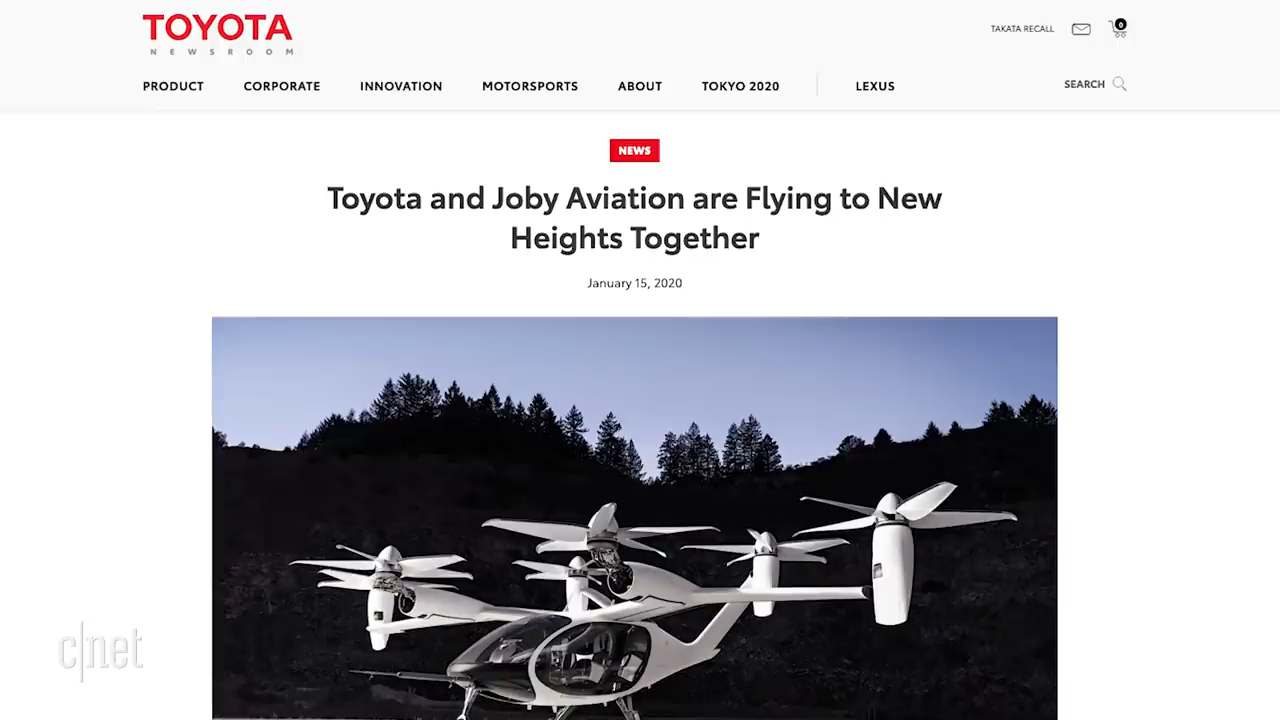 TOYOTA
NEWSROOM
TAKATA RECALL
0
PRODUCT CORPORATE INNOVATION MOTORSPORTS ABOUT TOKYO 2020 LEXUS SEARCH
NEWS
Toyota and Joby Aviation are Flying to New
Heights Together
January 15, 2020
c|net